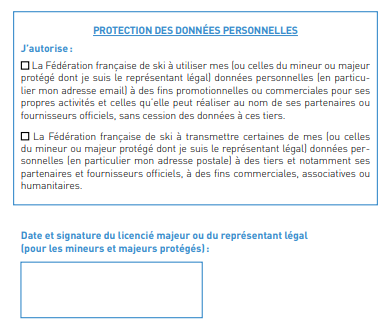 PROTECTION DES DONNÉES PERSONNELLES
J'autorise :
La Fédération française de ski à utiliser mes (ou celles du mineur ou majeur
protégé dont je suis le représentant légal) données personnelles (en particu-
lier mon adresse email) à des fins promotionnelles ou commerciales pour ses
propres activités et celles qu'elle peut réaliser au nom de ses partenaires ou
fournisseurs officiels, sans cession des données à ces tiers.
La Fédération française de ski à transmettre certaines de mes (ou celles
du mineur ou majeur protégé dont je suis le représentant légal) données per-
sonnelles (en particulier mon adresse postale) à des tiers et notamment ses
partenaires et fournisseurs officiels, à des fins commerciales, associatives ou
humanitaires.
Date et signature du licencié majeur ou du représentant légal
(pour les mineurs et majeurs protégés) :